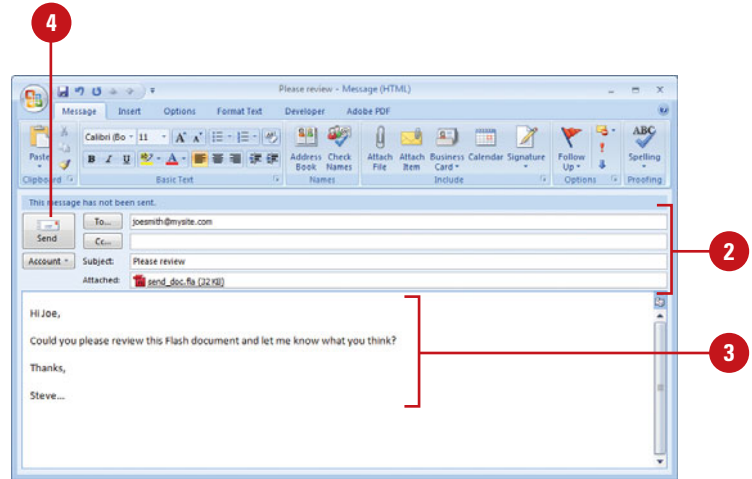 4
Please review - Message (HTML)
Message Insert Options Format Text Developer Adobe PDF
Calibri (Bo 11 A A
Paste B I U A Address Book Check Names Attach File Attach Item Business Card Calendar Signature Follow Up ABC Spelling
Clipboard Basic Text Names Include Options Proofing
This message has not been sent.
Send To... joesmith@mysite.com
Cc...
2
Account Subject: Please review
Attached: send_doc.fla (32 KB)
Hi Joe,
Could you please review this Flash document and let me know what you think?
3
Thanks,
Steve...